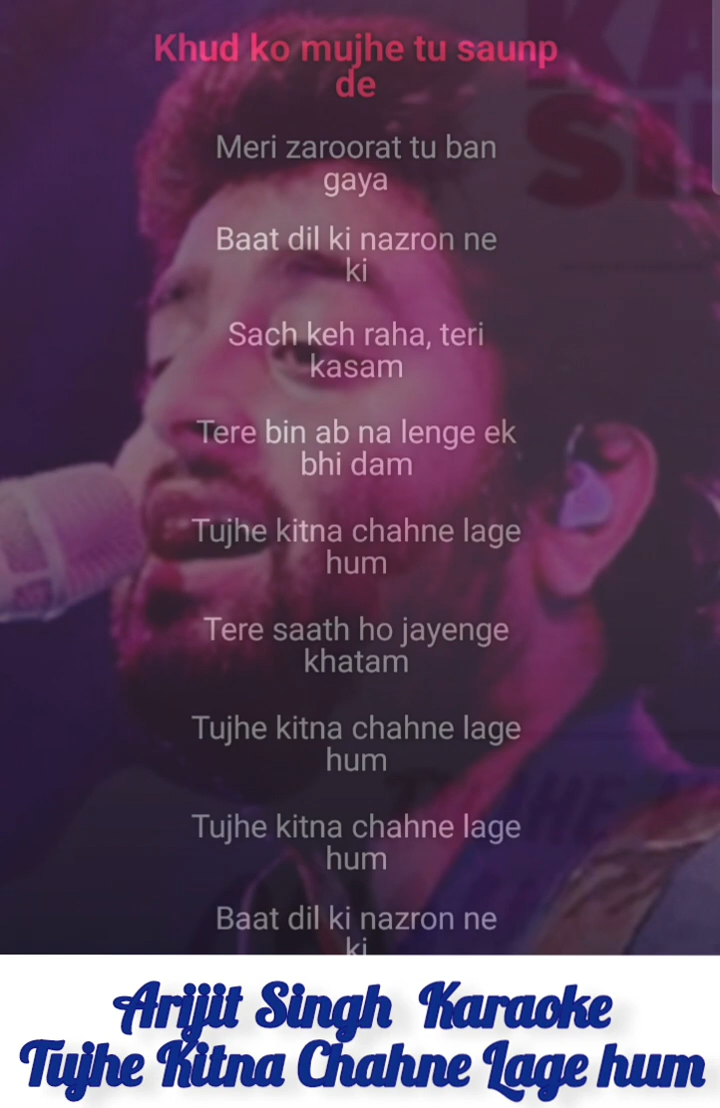 Khud ko mujhe tu saunp
de
Meri zaroorat tu ban
gaya
Baat dil ki nazron ne
ki
Sach keh raha, teri
kasam
Tere bin ab na lenge ek
bhi dam
Tujhe kitna chahne lage
hum
Tere saath ho jayenge
khatam
Tujhe kitna chahne lage
hum
Tujhe kitna chahne lage
hum
Baat dil ki nazron ne
ki
Arijit Singh Karaoke
Tujhe Kitna Chahne Lage hum